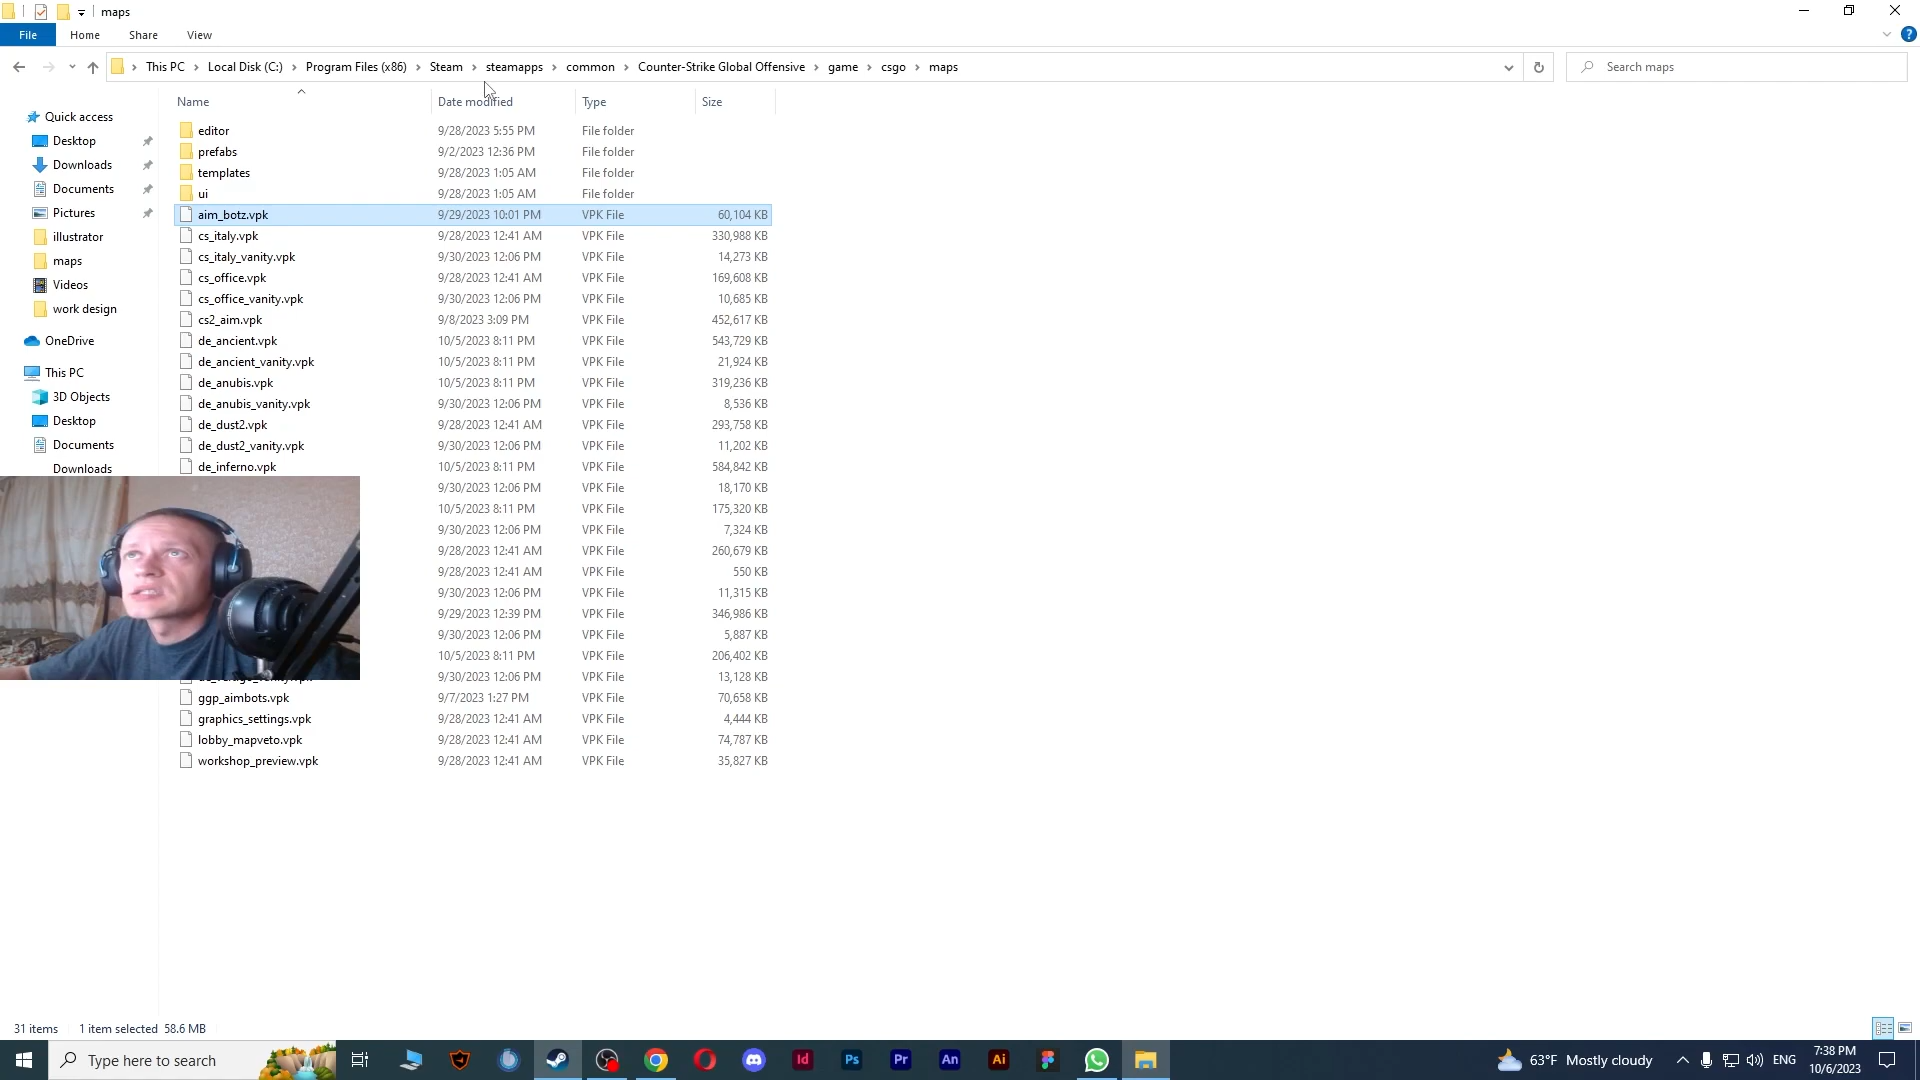 maps
File Home Share View
This PC Local Disk (C:) Program Files (x86) Steam steamapps common Counter-Strike Global Offensive game csgo maps
Search maps
Name Date modified Type Size
Quick access
Desktop
Downloads
Documents
Pictures
illustrator
maps
Videos
work design
OneDrive
This PC
3D Objects
Desktop
Documents
Downloads
editor 9/28/2023 5:55 PM File folder
prefabs 9/2/2023 12:36 PM File folder
templates 9/28/2023 1:05 AM File folder
ui 9/28/2023 1:05 AM File folder
aim_botz.vpk 9/29/2023 10:01 PM VPK File 60,104 KB
cs_italy.vpk 9/28/2023 12:41 AM VPK File 330,988 KB
cs_italy_vanity.vpk 9/30/2023 12:06 PM VPK File 14,273 KB
cs_office.vpk 9/28/2023 12:41 AM VPK File 169,608 KB
cs_office_vanity.vpk 9/30/2023 12:06 PM VPK File 10,685 KB
cs2_aim.vpk 9/8/2023 3:09 PM VPK File 452,617 KB
de_ancient.vpk 10/5/2023 8:11 PM VPK File 543,729 KB
de_ancient_vanity.vpk 10/5/2023 8:11 PM VPK File 21,924 KB
de_anubis.vpk 10/5/2023 8:11 PM VPK File 319,236 KB
de_anubis_vanity.vpk 9/30/2023 12:06 PM VPK File 8,536 KB
de_dust2.vpk 9/28/2023 12:41 AM VPK File 293,758 KB
de_dust2_vanity.vpk 9/30/2023 12:06 PM VPK File 11,202 KB
de_inferno.vpk 10/5/2023 8:11 PM VPK File 584,842 KB
9/30/2023 12:06 PM VPK File 18,170 KB
10/5/2023 8:11 PM VPK File 175,320 KB
9/30/2023 12:06 PM VPK File 7,324 KB
9/28/2023 12:41 AM VPK File 260,679 KB
9/28/2023 12:41 AM VPK File 550 KB
9/30/2023 12:06 PM VPK File 11,315 KB
9/29/2023 12:39 PM VPK File 346,986 KB
9/30/2023 12:06 PM VPK File 5,887 KB
10/5/2023 8:11 PM VPK File 206,402 KB
9/30/2023 12:06 PM VPK File 13,128 KB
ggp_aimbots.vpk 9/7/2023 1:27 PM VPK File 70,658 KB
graphics_settings.vpk 9/28/2023 12:41 AM VPK File 4,444 KB
lobby_mapveto.vpk 9/28/2023 12:41 AM VPK File 74,787 KB
workshop_preview.vpk 9/28/2023 12:41 AM VPK File 35,827 KB
31 items 1 item selected 58.6 MB
Type here to search Id Ps Pr An Ai 63°F Mostly cloudy ENG 7:38 PM
10/6/2023